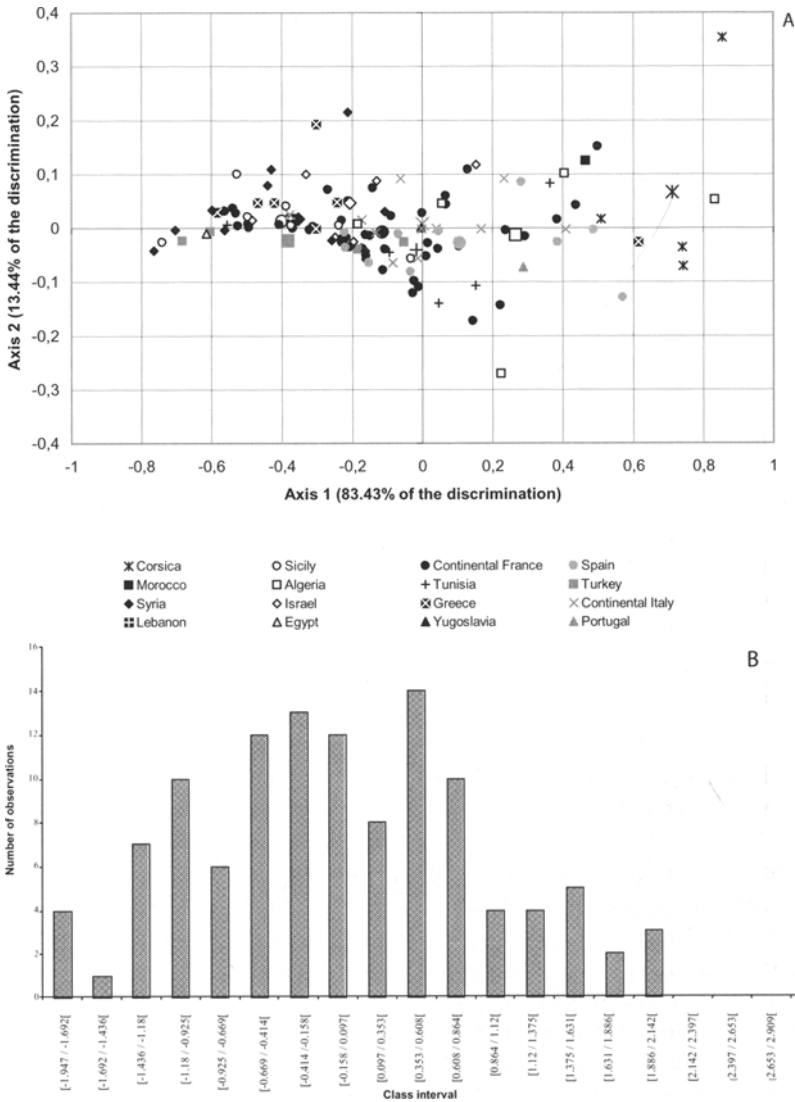 A
0,4
0,3
0,2
0,1
0
-0,1
-0,2
-0,3
-0,4
Axis 2 (13.44% of the discrimination)
-1 -0,8 -0,6 -0,4 -0,2 0 0,2 0,4 0,6 0,8 1
Axis 1 (83.43% of the discrimination)
Corsica Sicily Continental France Spain
Morocco Algeria Tunisia Turkey
Syria Israel Greece Continental Italy
Lebanon Egypt Yugoslavia Portugal
B
16
14
12
10
8
6
4
2
0
Number of observations
[-1.947 / -1.692[
[-1.692 / -1.436[
[-1.436 / -1.18[
[-1.18 / -0.925[
[-0.925 / -0.669[
[-0.669 / -0.414[
[-0.414 / -0.158[
[-0.158 / 0.097[
[0.097 / 0.353[
[0.353 / 0.608[
[0.608 / 0.864[
[0.864 / 1.12[
[1.12 / 1.375[
[1.375 / 1.631[
[1.631 / 1.886[
[1.886 / 2.142[
[2.142 / 2.397[
[2.397 / 2.653[
[2.653 / 2.909[
Class interval